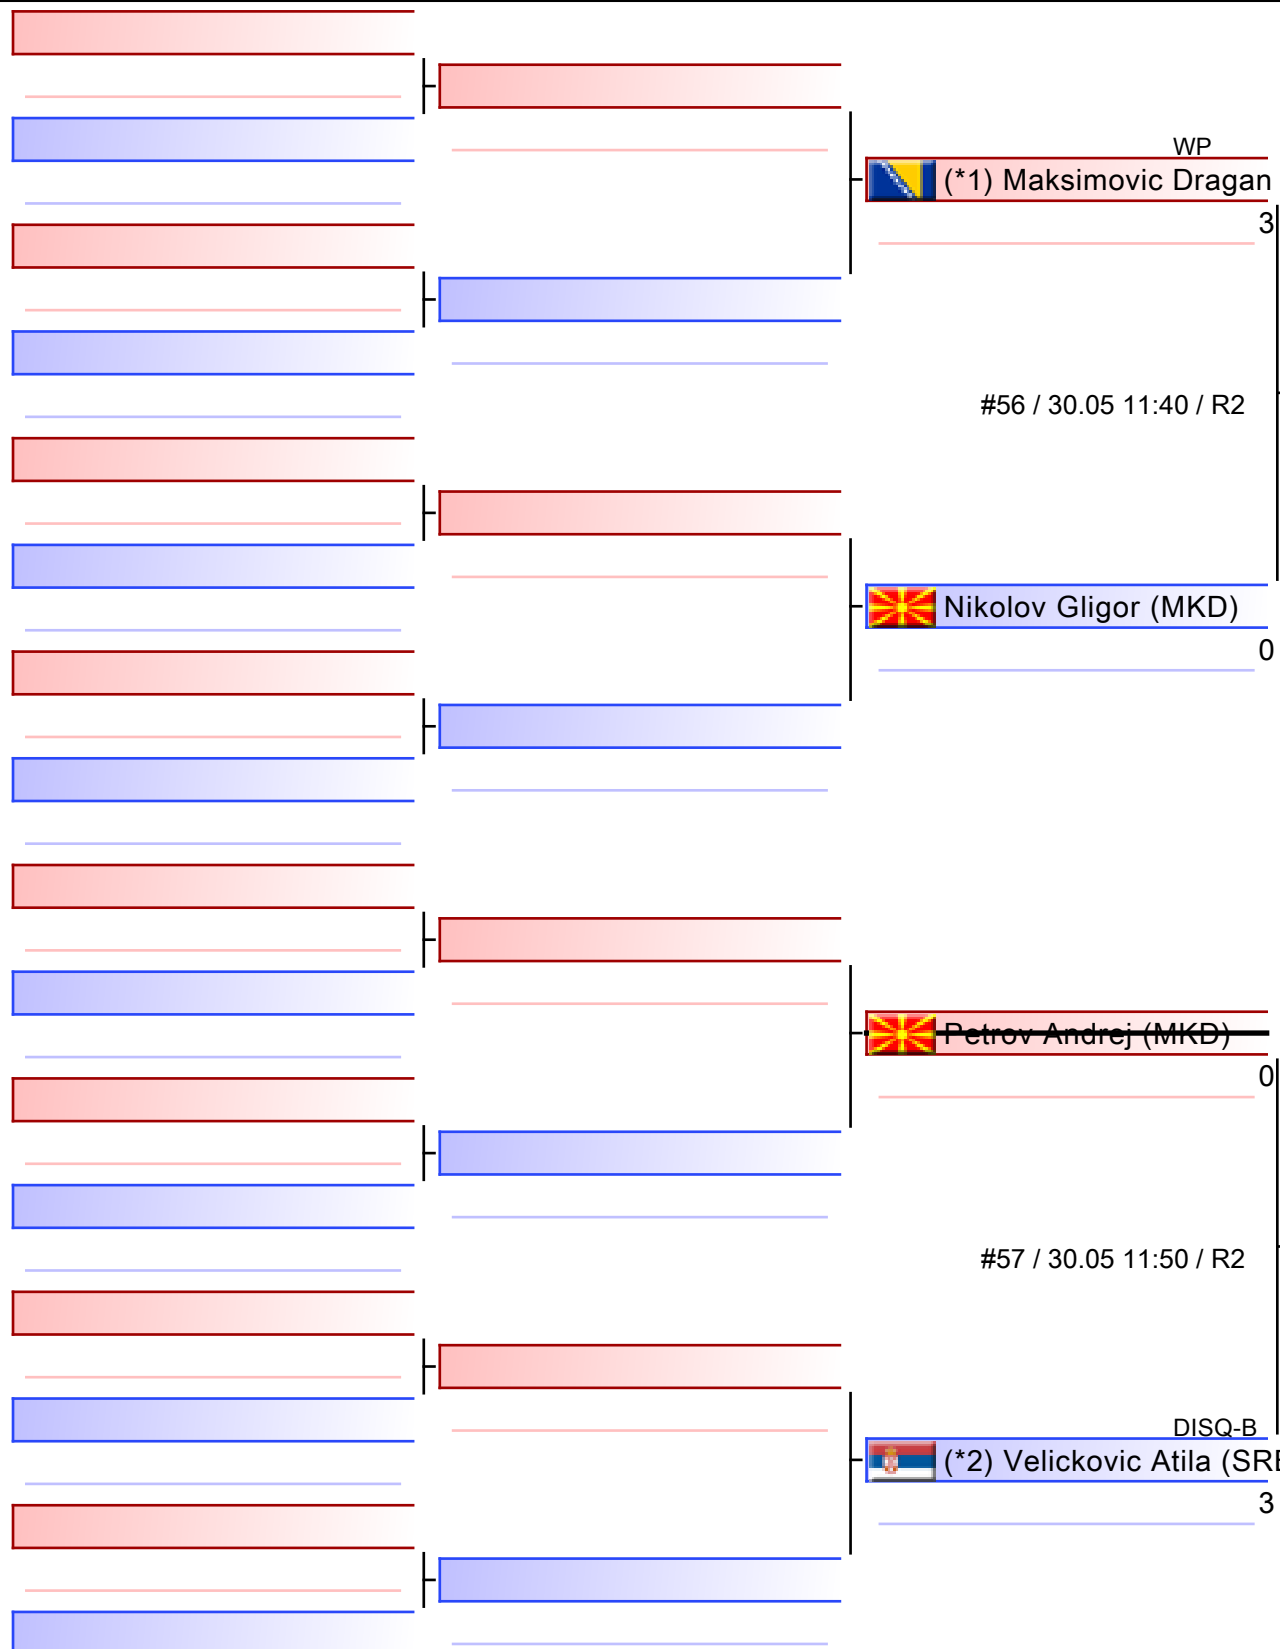 WP
(*1) Maksimovic Dragan
3
#56 / 30.05 11:40 / R2
Nikolov Gligor (MKD)
0
Petrov Andrej (MKD)
0
#57 / 30.05 11:50 / R2
DISQ-B
(*2) Velickovic Atila (SRB
3